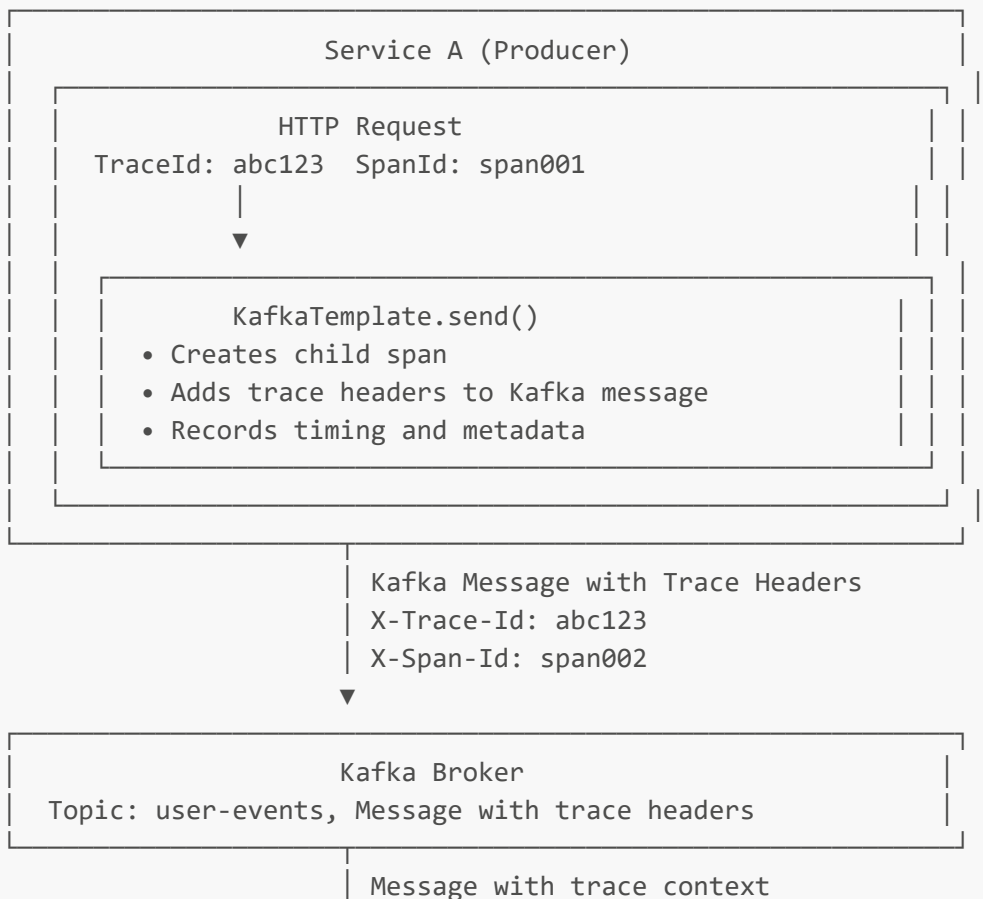 Service A (Producer)
HTTP Request
TraceId: abc123  SpanId: span001
▼
KafkaTemplate.send()
• Creates child span
• Adds trace headers to Kafka message
• Records timing and metadata
Kafka Message with Trace Headers
X-Trace-Id: abc123
X-Span-Id: span002
▼
Kafka Broker
Topic: user-events, Message with trace headers
Message with trace context